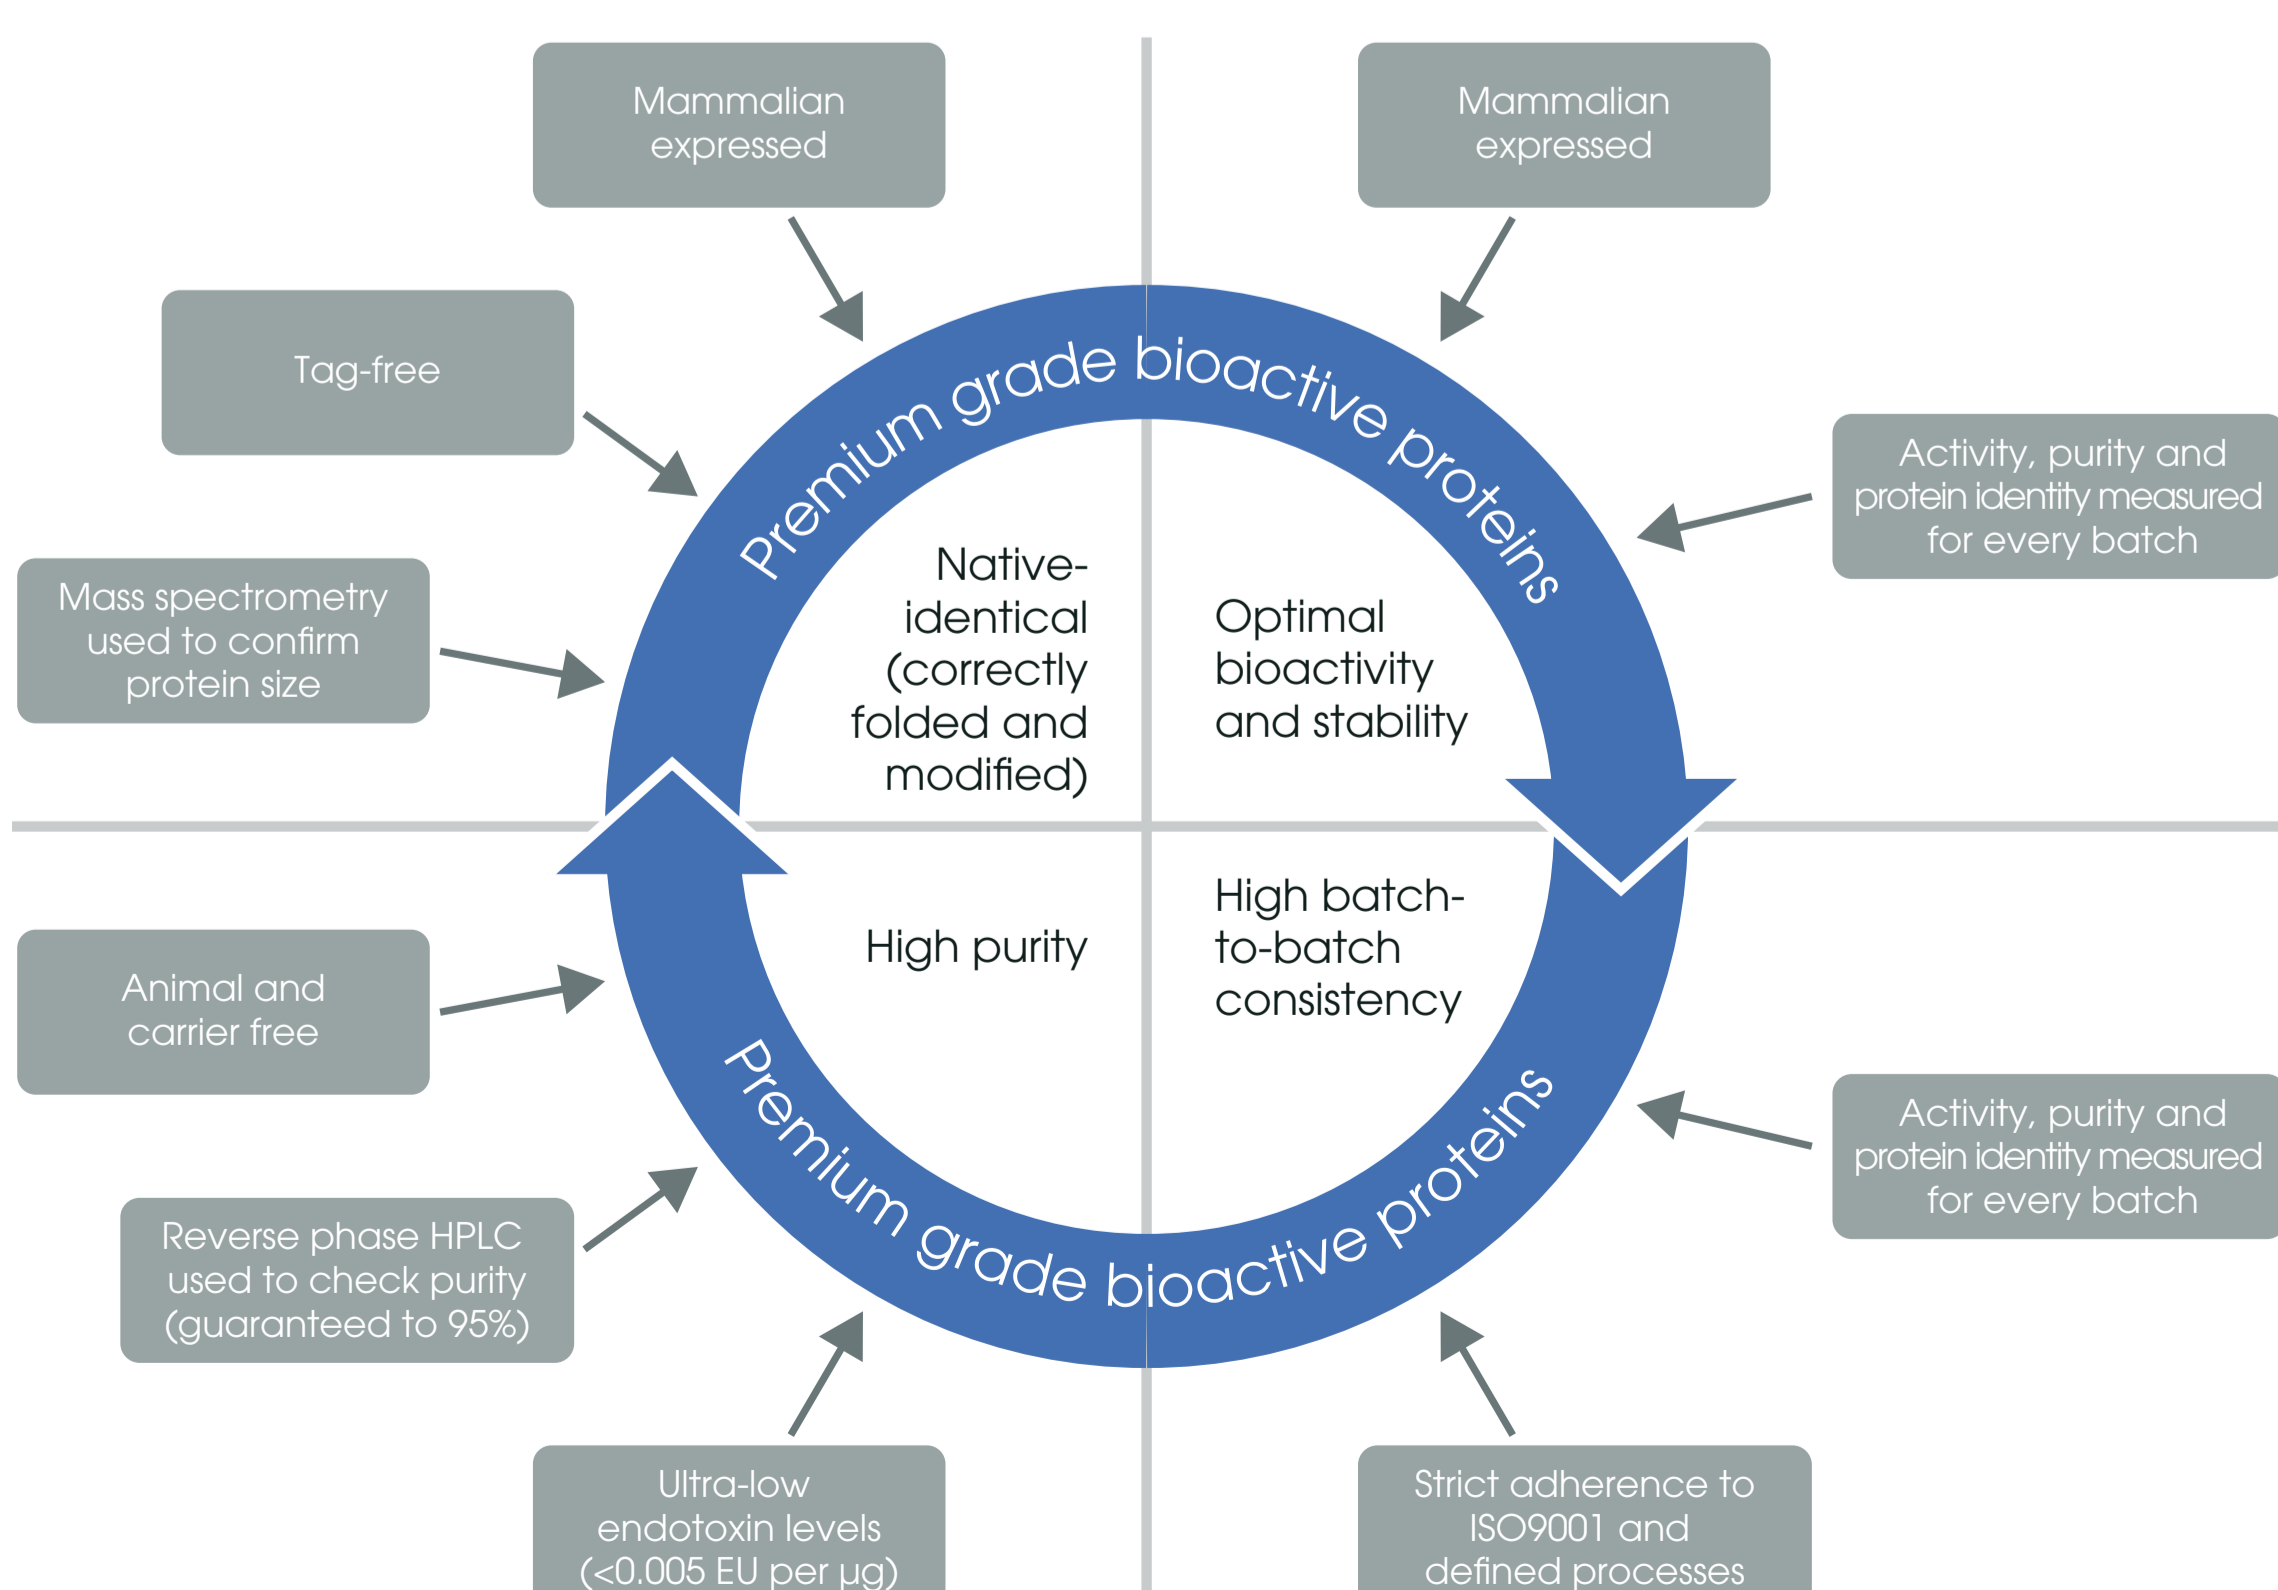 Mammalian
expressed
Mammalian
expressed
Tag-free
Activity, purity and
protein identity measured
for every batch
Mass spectrometry
used to confirm
protein size
Premium grade bioactive proteins
Native-
identical
(correctly
folded and
modified)
Optimal
bioactivity
and stability
High purity
High batch-
to-batch
consistency
Animal and
carrier free
Activity, purity and
protein identity measured
for every batch
Reverse phase HPLC
used to check purity
(guaranteed to 95%)
Premium grade bioactive proteins
Ultra-low
endotoxin levels
(<0.005 EU per µg)
Strict adherence to
ISO9001 and
defined processes